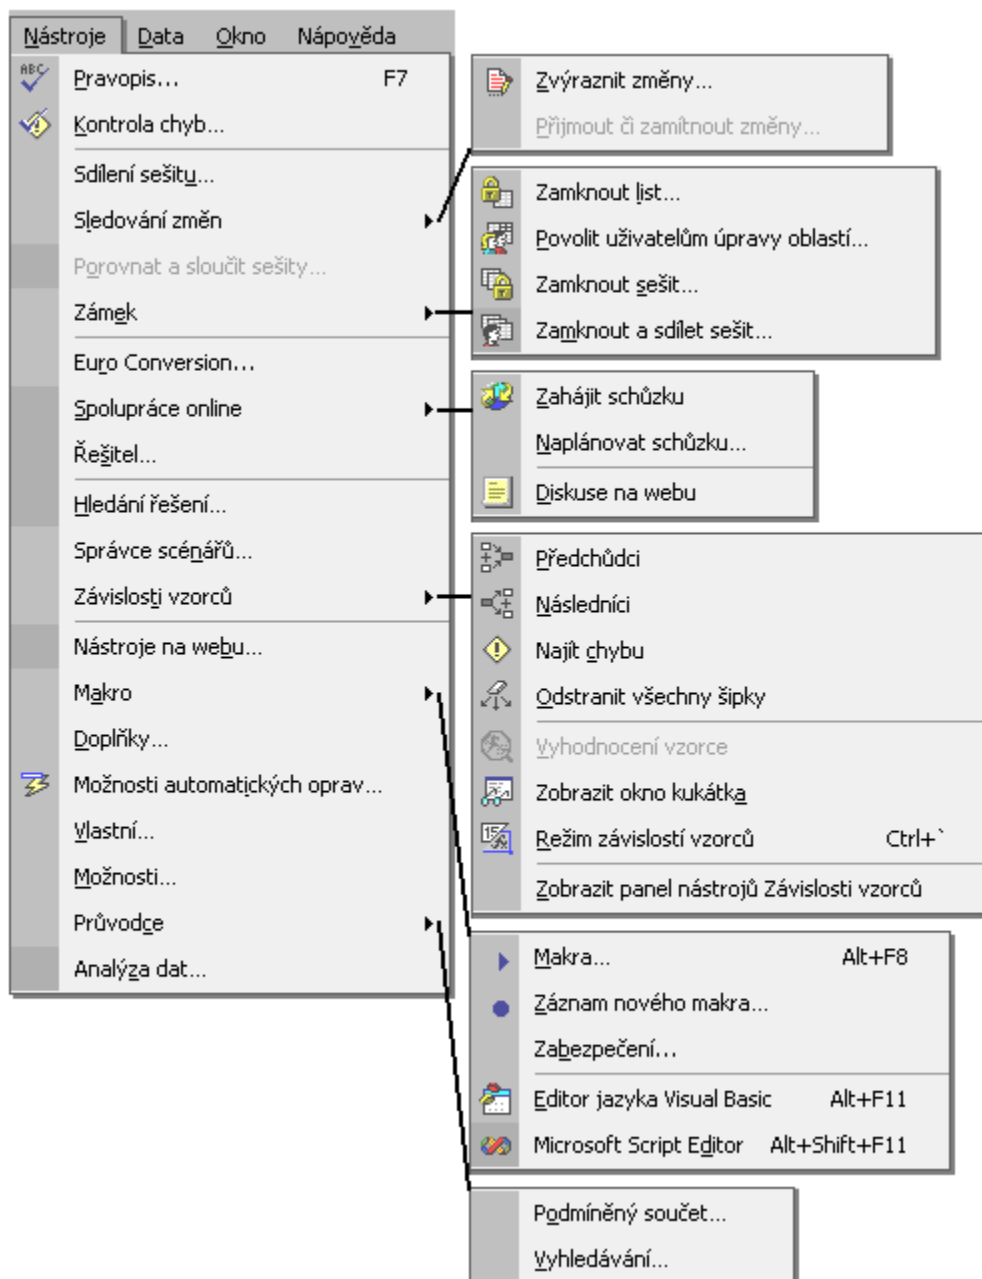 Nástroje Data Okno Nápověda
ABC
Pravopis... F7
Kontrola chyb...
Sdílení sešitu...
Sledování změn
Porovnat a sloučit sešity...
Zámek
Euro Conversion...
Spolupráce online
Řešitel...
Hledání řešení...
Správce scénářů...
Závislosti vzorců
Nástroje na webu...
Makro
Doplňky...
Možnosti automatických oprav...
Vlastní...
Možnosti...
Průvodce
Analýza dat...
Zvýraznit změny...
Přijmout či zamítnout změny...
Zamknout list...
Povolit uživatelům úpravy oblastí...
Zamknout sešit...
Zamknout a sdílet sešit...
Zahájit schůzku
Naplánovat schůzku...
Diskuse na webu
Předchůdci
Následníci
Najít chybu
Odstranit všechny šipky
Vyhodnocení vzorce
Zobrazit okno kukátka
Režim závislostí vzorců Ctrl+`
Zobrazit panel nástrojů Závislosti vzorců
Makra... Alt+F8
Záznam nového makra...
Zabezpečení...
Editor jazyka Visual Basic Alt+F11
Microsoft Script Editor Alt+Shift+F11
Podmíněný součet...
Vyhledávání...